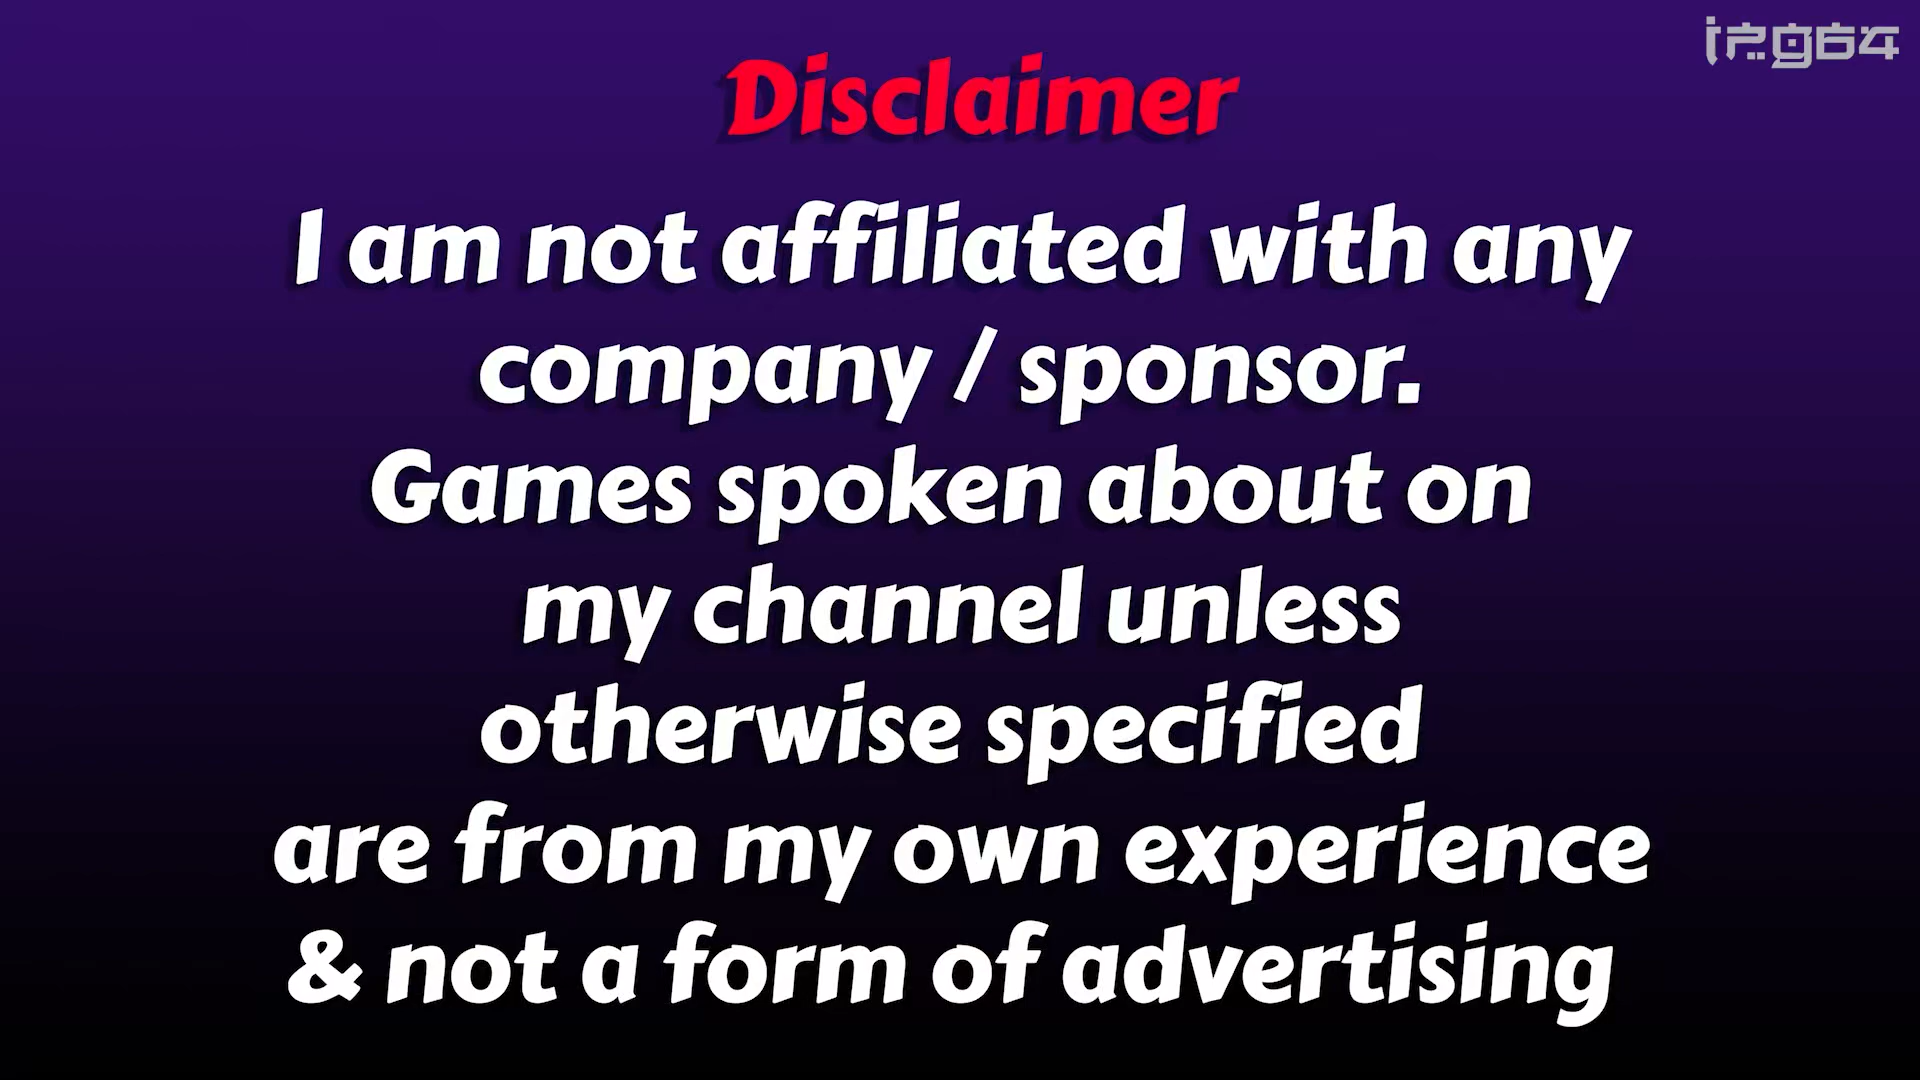 irg64
Disclaimer
I am not affiliated with any
company / sponsor.
Games spoken about on
my channel unless
otherwise specified
are from my own experience
& not a form of advertising